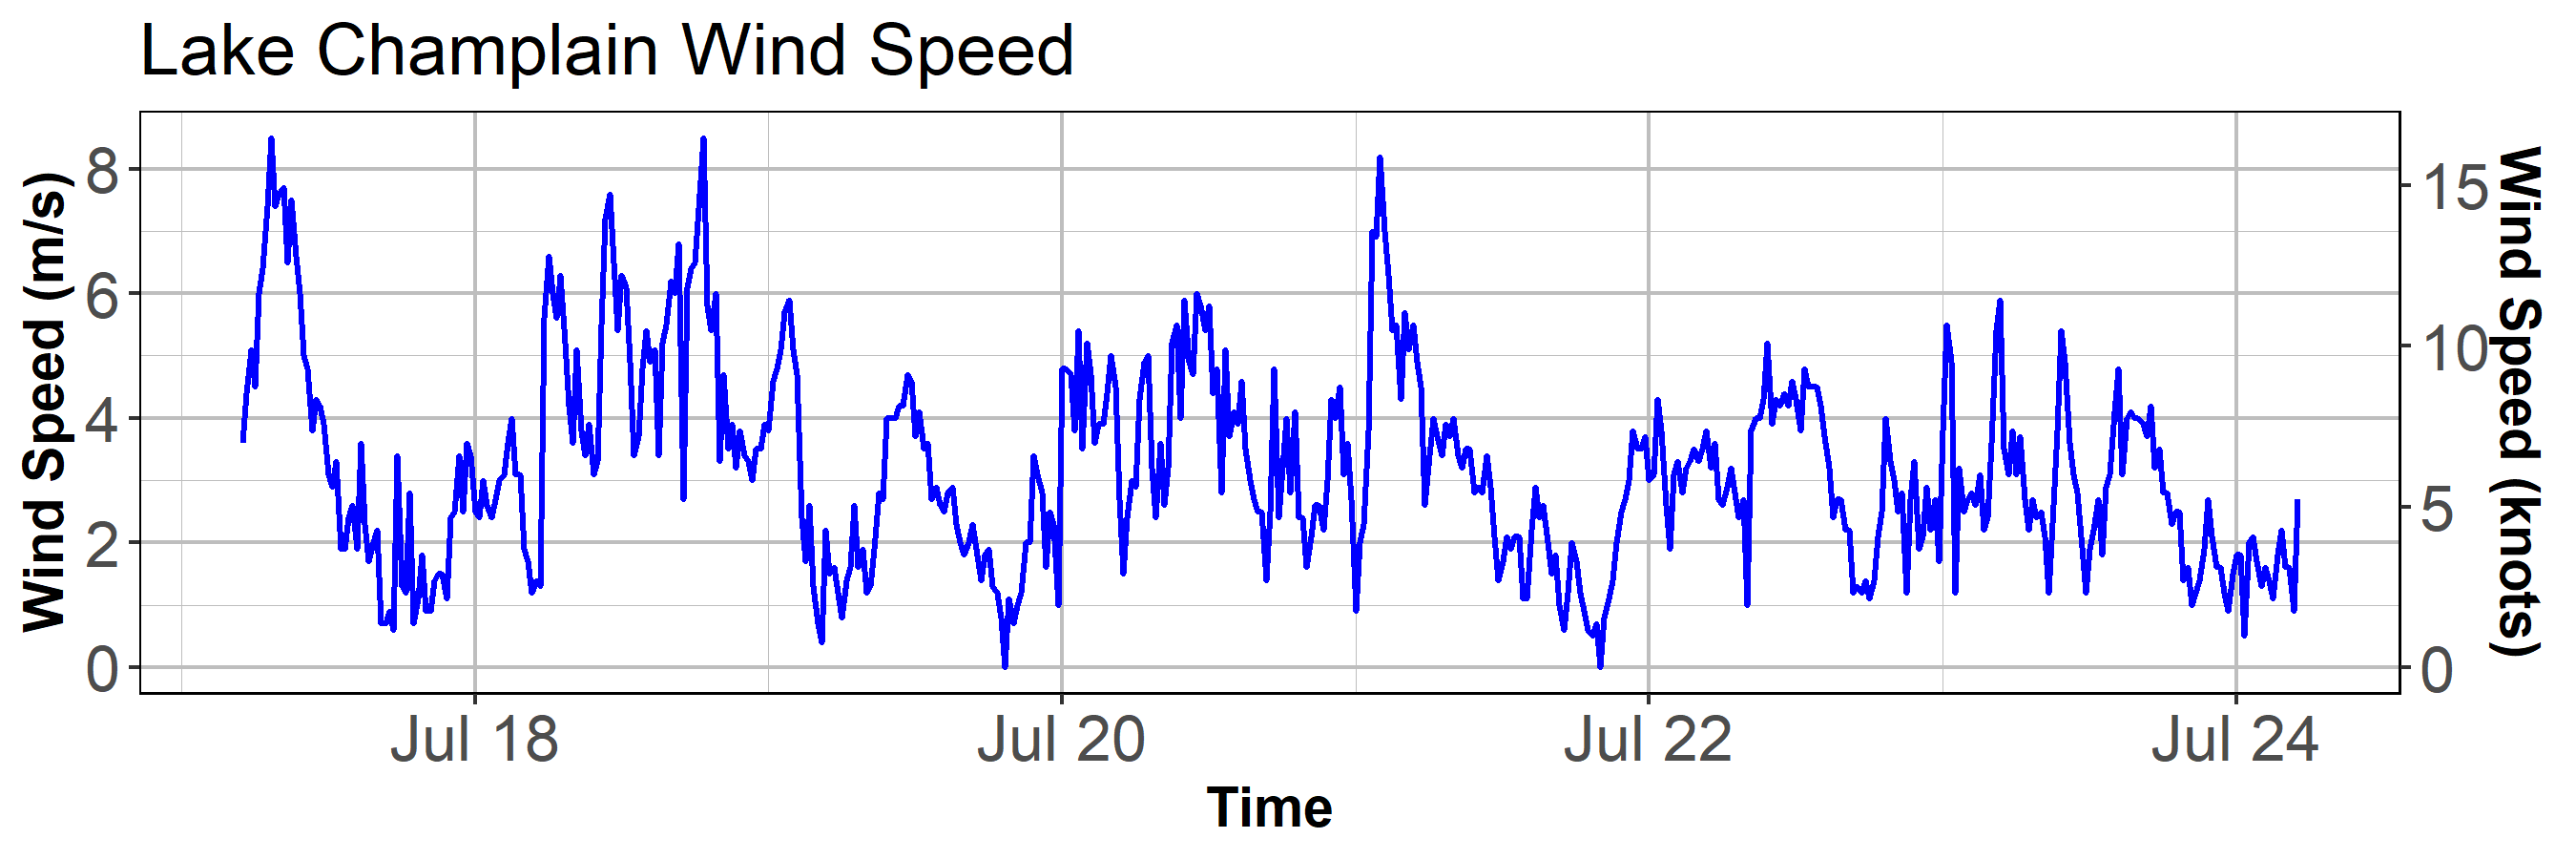 Lake Champlain Wind Speed
Wind Speed (m/s)
8
6
4
2
0
15
10
5
0
Wind Speed (knots)
Jul 18
Jul 20
Jul 22
Jul 24
Time